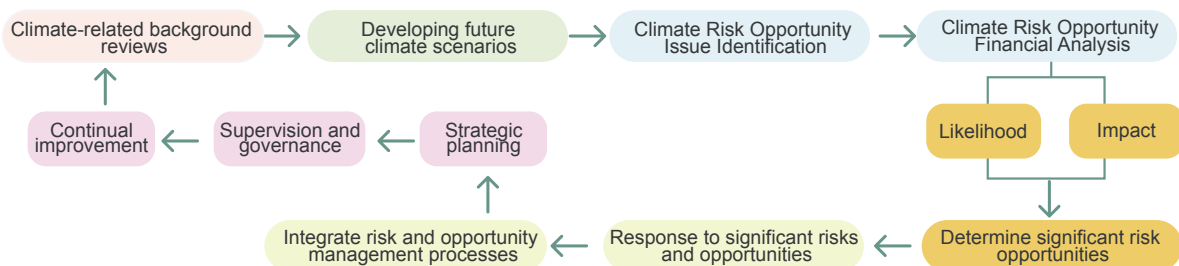 Climate-related background
reviews
Developing future
climate scenarios
Climate Risk Opportunity
Issue Identification
Climate Risk Opportunity
Financial Analysis
Likelihood
Impact
Determine significant risk
opportunities
Response to significant risks
and opportunities
Integrate risk and opportunity
management processes
Strategic
planning
Supervision and
governance
Continual
improvement